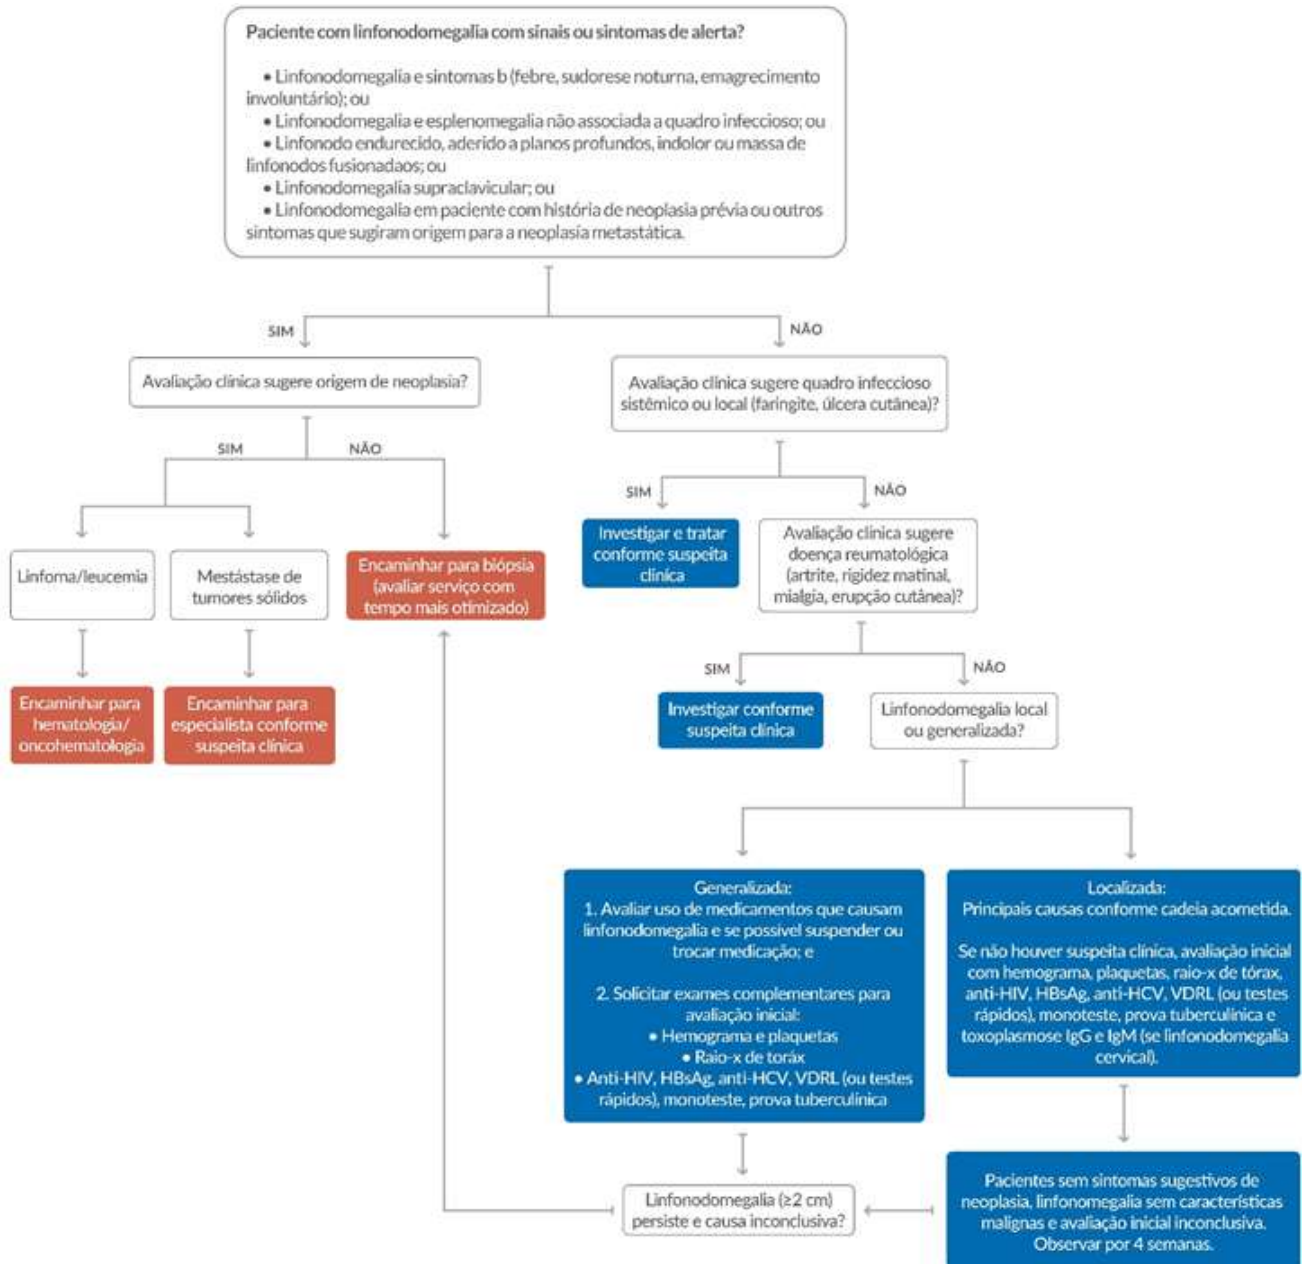 Paciente com linfonodomegalia com sinais ou sintomas de alerta?
• Linfonodomegalia e sintomas b (febre, sudorese noturna, emagrecimento
involuntário); ou
• Linfonodomegalia e esplenomegalia não associada a quadro infeccioso; ou
• Linfonodo endurecido, aderido a planos profundos, indolor ou massa de
linfonodos fusionadaos; ou
• Linfonodomegalia supraclavicular; ou
• Linfonodomegalia em paciente com história de neoplasia prévia ou outros
sintomas que sugiram origem para a neoplasia metastática.
SIM
NÃO
Avaliação clínica sugere origem de neoplasia?
Avaliação clínica sugere quadro infeccioso
sistêmico ou local (faringite, úlcera cutânea)?
SIM
NÃO
SIM
NÃO
Linfoma/leucemia
Mestástase de
tumores sólidos
Encaminhar para biópsia
(avaliar serviço com
tempo mais otimizado)
Investigar e tratar
conforme suspeita
clínica
Avaliação clínica sugere
doença reumatológica
(artrite, rigidez matinal,
mialgia, erupção cutânea)?
SIM
NÃO
Encaminhar para
hematologia/
oncohematologia
Encaminhar para
especialista conforme
suspeita clínica
Investigar conforme
suspeita clínica
Linfonodomegalia local
ou generalizada?
Generalizada:
1. Avaliar uso de medicamentos que causam
linfonodomegalia e se possível suspender ou
trocar medicação; e
2. Solicitar exames complementares para
avaliação inicial:
• Hemograma e plaquetas
• Raio-x de toráx
• Anti-HIV, HBsAg, anti-HCV, VDRL (ou testes
rápidos), monoteste, prova tuberculínica
Localizada:
Principais causas conforme cadeia acometida.
Se não houver suspeita clínica, avaliação inicial
com hemograma, plaquetas, raio-x de tórax,
anti-HIV, HBsAg, anti-HCV, VDRL (ou testes
rápidos), monoteste, prova tuberculínica e
toxoplasmose IgG e IgM (se linfonodomegalia
cervical).
Linfonodomegalia (≥2 cm)
persiste e causa inconclusiva?
Pacientes sem sintomas sugestivos de
neoplasia, linfonomegalia sem características
malignas e avaliação inicial inconclusiva.
Observar por 4 semanas.